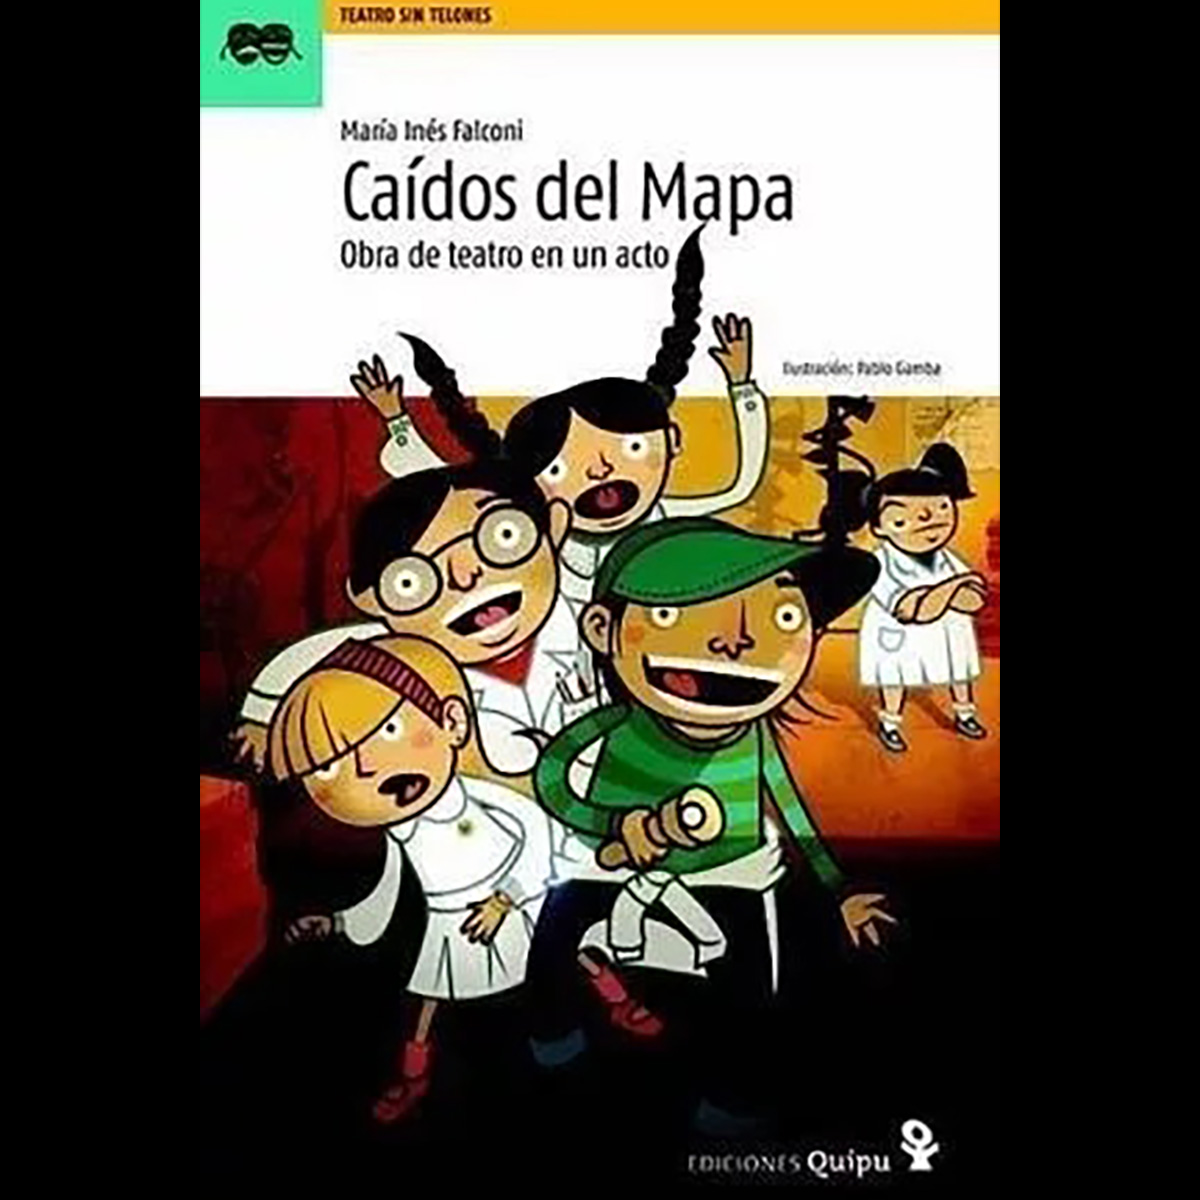 TEATRO SIN TELONES
María Inés Falconi
Caídos del Mapa
Obra de teatro en un acto
Ilustración: Pablo Gamba
EDICIONES Quipu